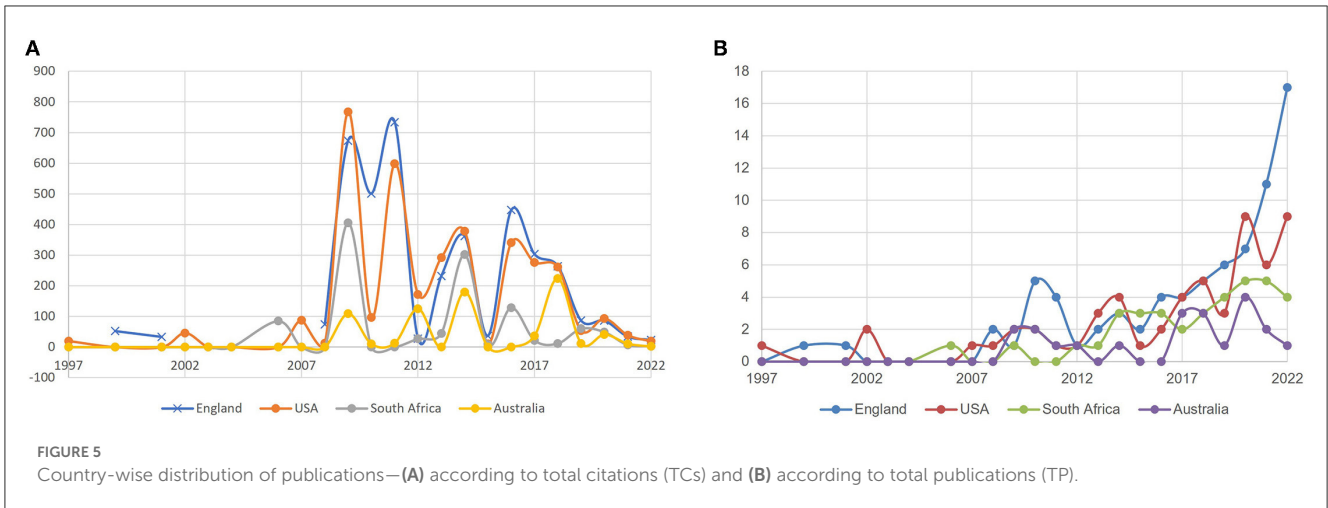 A
900
800
700
600
500
400
300
200
100
0
-100
1997 2002 2007 2012 2017 2022
England USA South Africa Australia
B
18
16
14
12
10
8
6
4
2
0
1997 2002 2007 2012 2017 2022
England USA South Africa Australia
FIGURE 5
Country-wise distribution of publications—(A) according to total citations (TCs) and (B) according to total publications (TP).